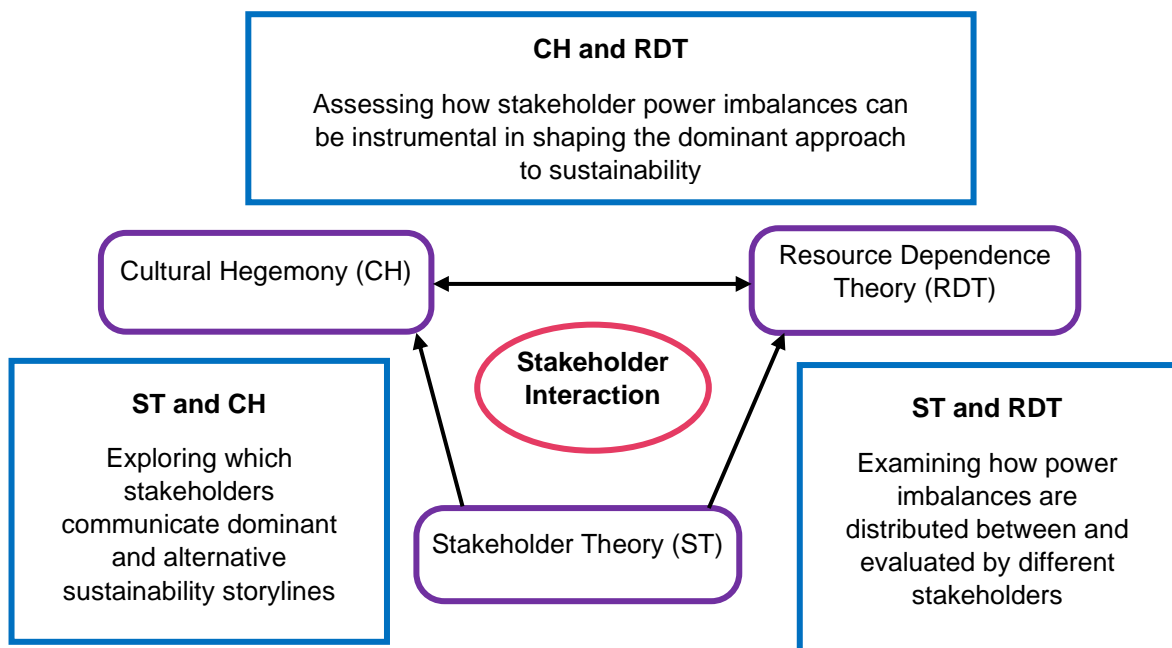 CH and RDT
Assessing how stakeholder power imbalances can
be instrumental in shaping the dominant approach
to sustainability
Cultural Hegemony (CH)
Resource Dependence
Theory (RDT)
Stakeholder
Interaction
ST and CH
Exploring which
stakeholders
communicate dominant
and alternative
sustainability storylines
Stakeholder Theory (ST)
ST and RDT
Examining how power
imbalances are
distributed between and
evaluated by different
stakeholders